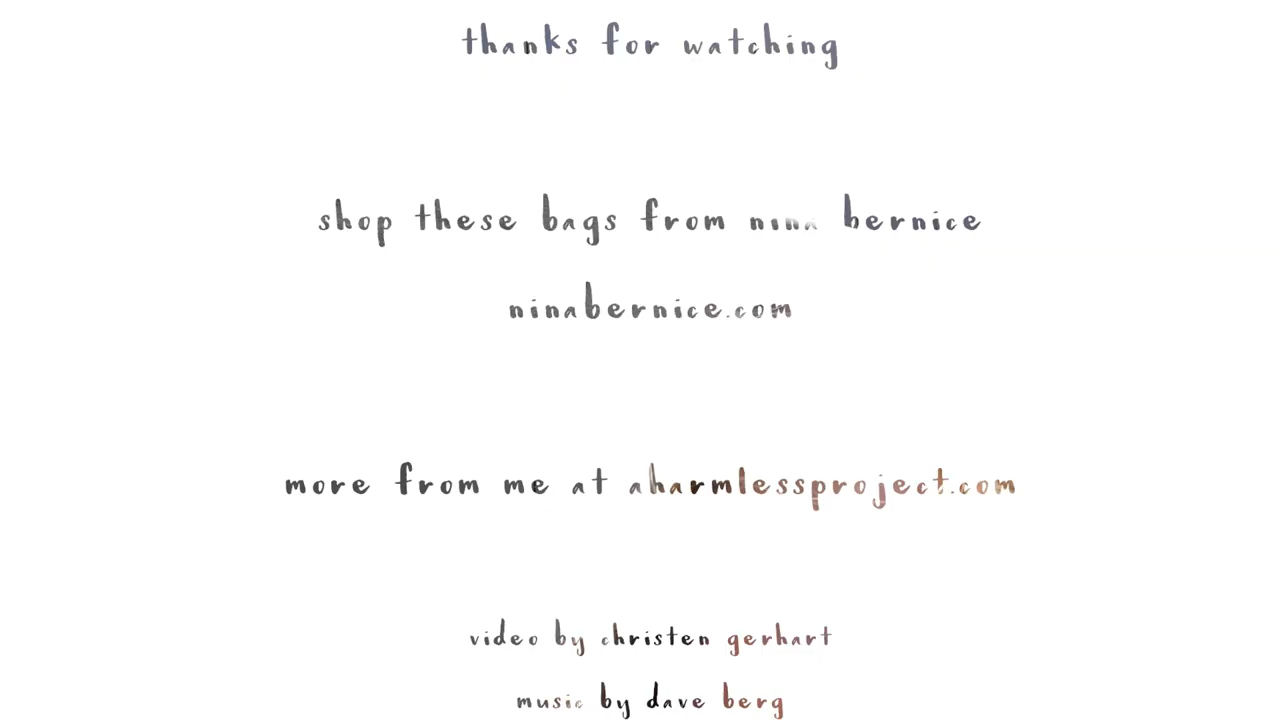 thanks for watching
shop these bags from nina bernice
ninabernice.com
more from me at aharmlessproject.com
video by christen gerhart
music by dave berg